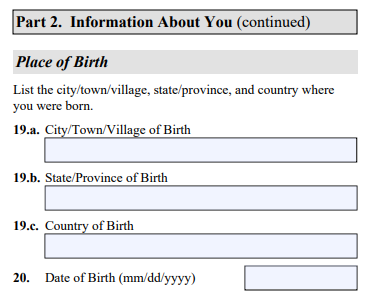 Part 2. Information About You (continued)
Place of Birth
List the city/town/village, state/province, and country where
you were born.
19.a. City/Town/Village of Birth
19.b. State/Province of Birth
19.c. Country of Birth
20. Date of Birth (mm/dd/yyyy)